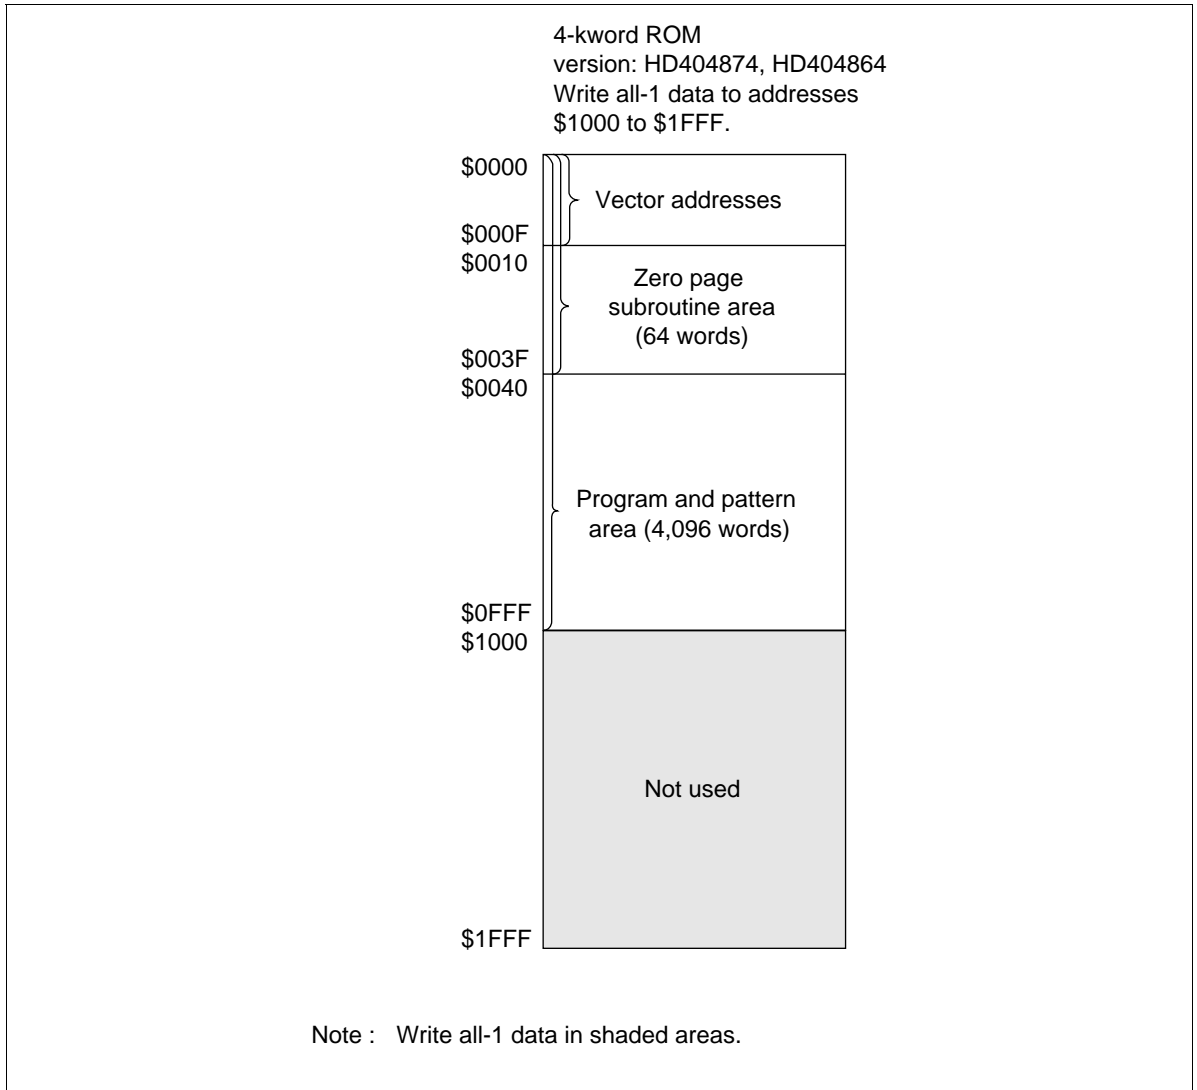 4-kword ROM
version: HD404874, HD404864
Write all-1 data to addresses
$1000 to $1FFF.
$0000
Vector addresses
$000F
$0010
Zero page
subroutine area
(64 words)
$003F
$0040
Program and pattern
area (4,096 words)
$0FFF
$1000
Not used
$1FFF
Note : Write all-1 data in shaded areas.